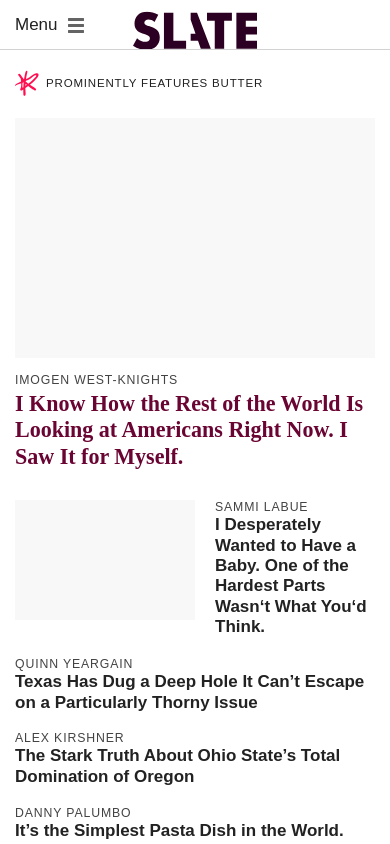 Menu
SLATE
PROMINENTLY FEATURES BUTTER
IMOGEN WEST-KNIGHTS
I Know How the Rest of the World Is
Looking at Americans Right Now. I
Saw It for Myself.
SAMMI LABUE
I Desperately
Wanted to Have a
Baby. One of the
Hardest Parts
Wasn‘t What You‘d
Think.
QUINN YEARGAIN
Texas Has Dug a Deep Hole It Can’t Escape
on a Particularly Thorny Issue
ALEX KIRSHNER
The Stark Truth About Ohio State’s Total
Domination of Oregon
DANNY PALUMBO
It’s the Simplest Pasta Dish in the World.